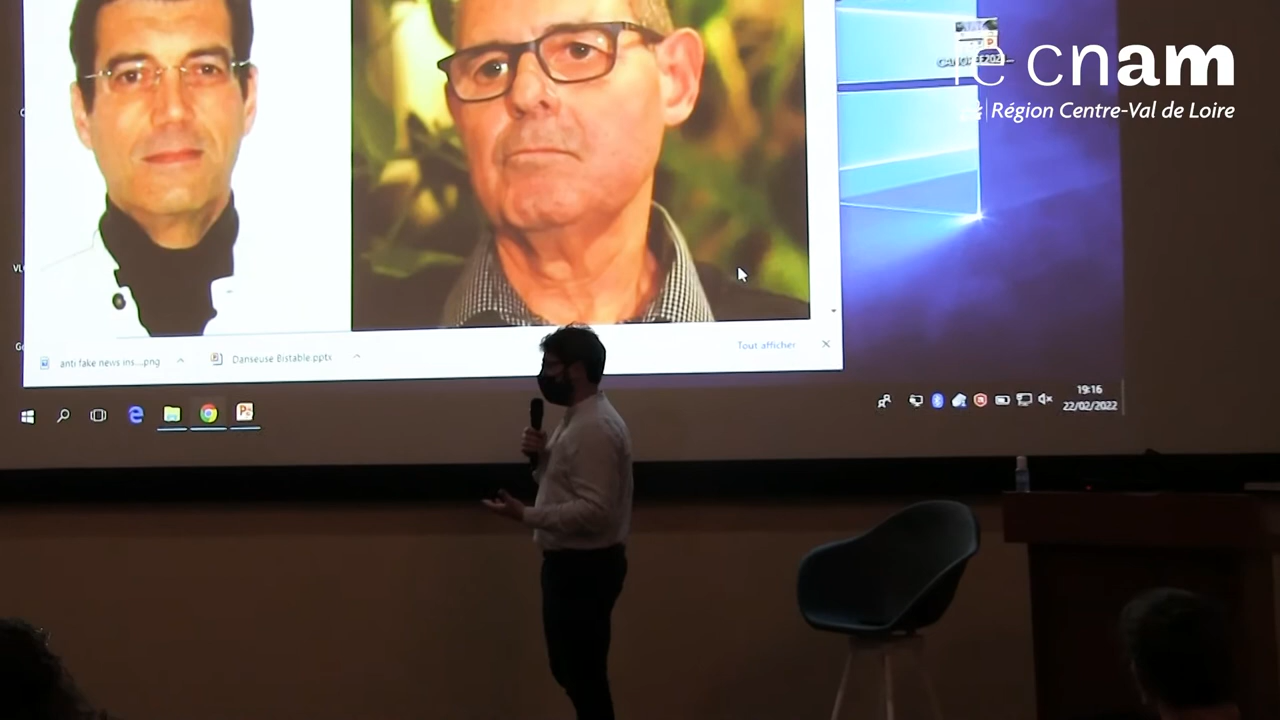 le cnam
Région Centre-Val de Loire
anti fake news ins....png
Danseuse Bistable.pptx
Tout afficher
19:16
22/02/2022